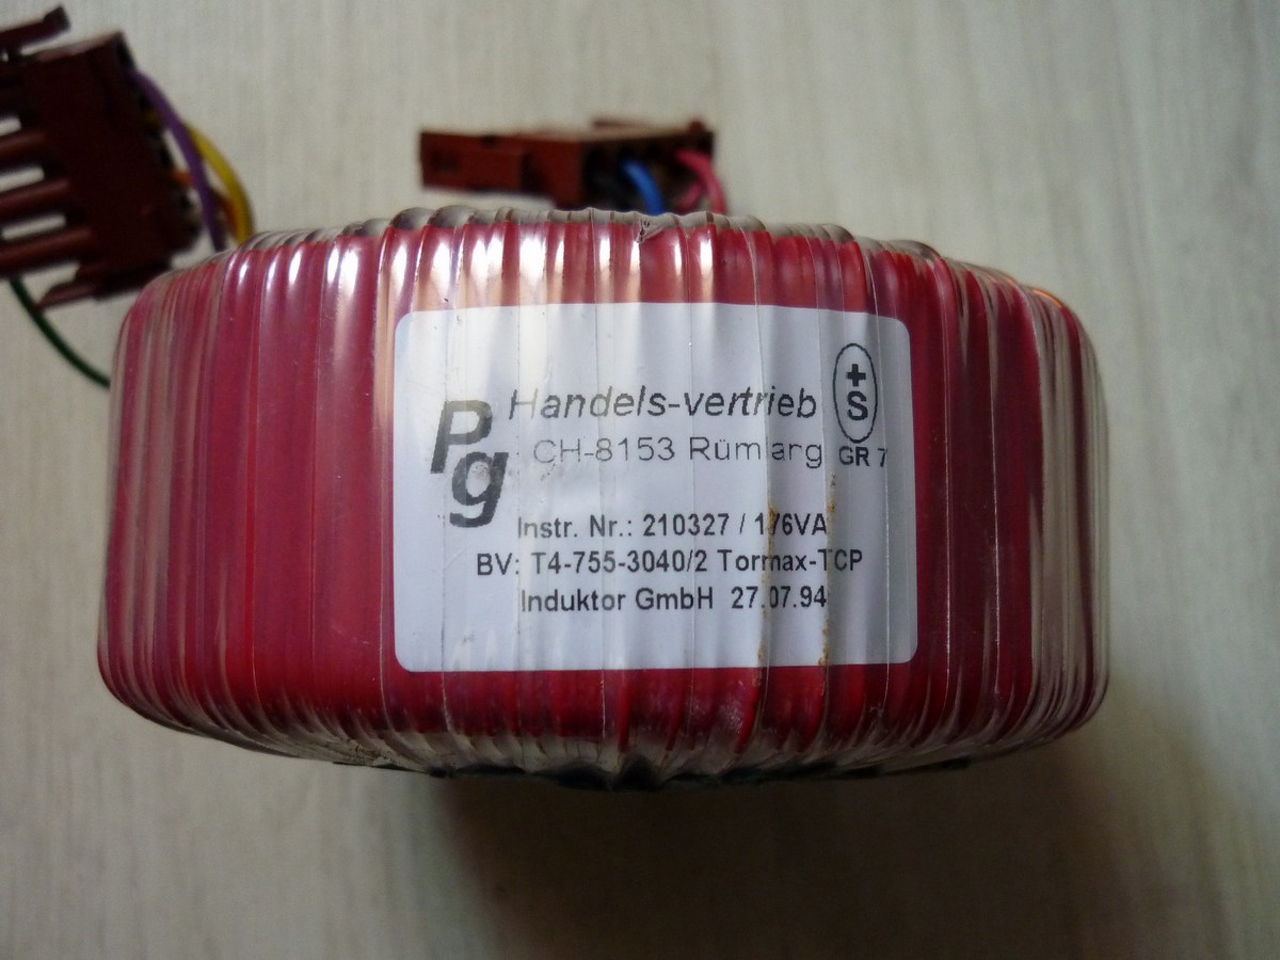 Pg Handels-vertrieb
CH-8153 Rümlang
+S
GR 7
Instr. Nr.: 210327 / 176VA
BV: T4-755-3040/2 Tormax-TCP
Induktor GmbH 27.07.94